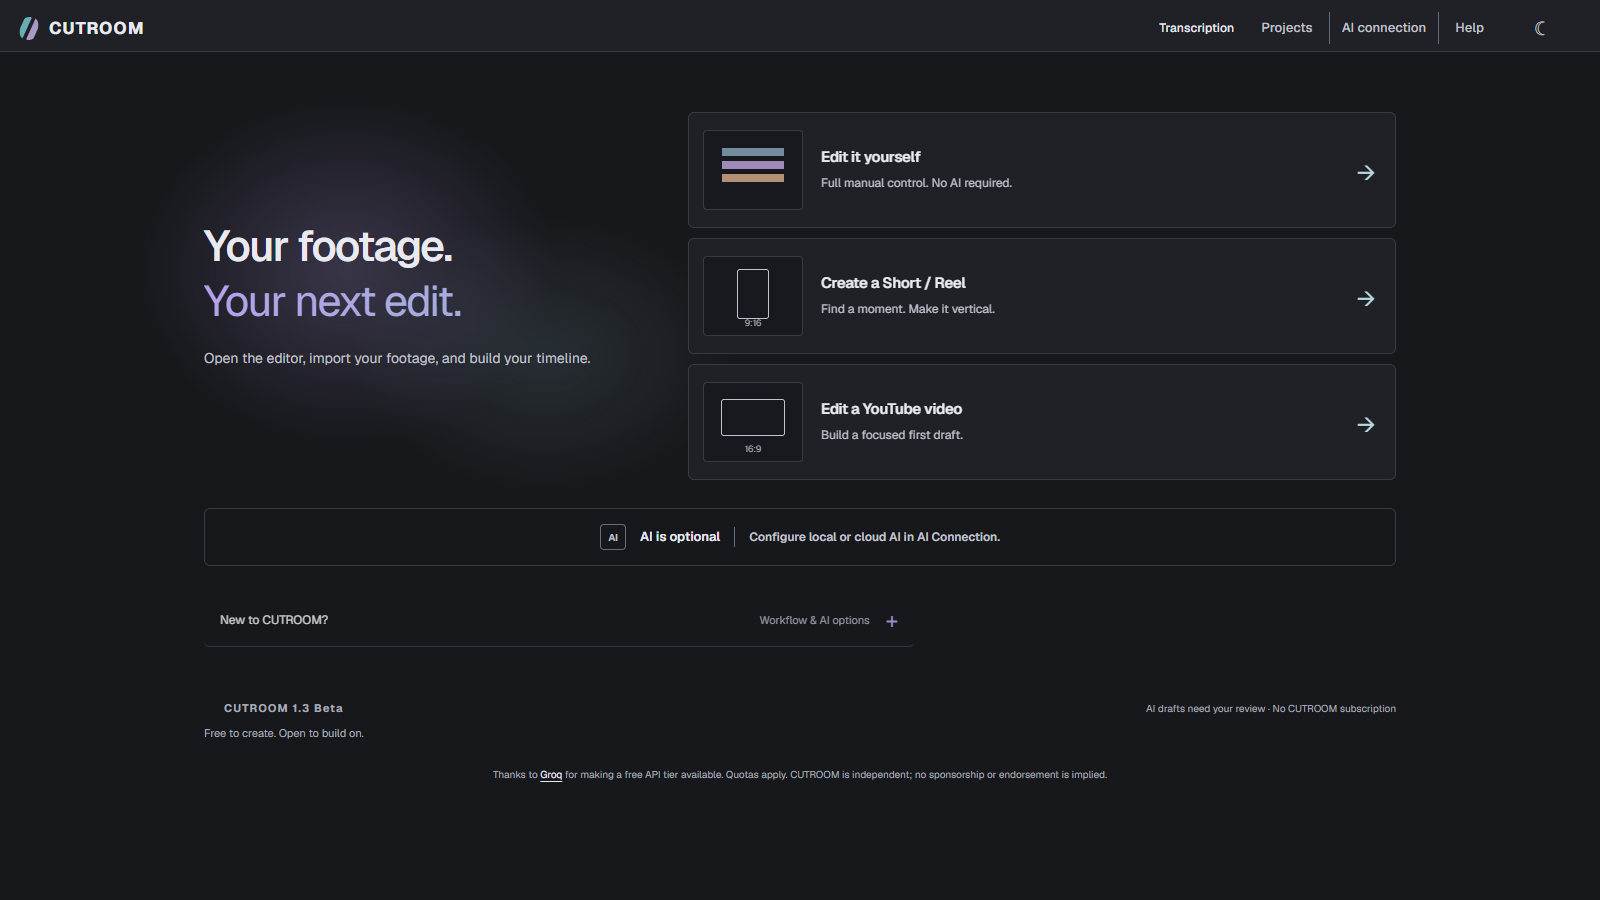 CUTROOM
Transcription
Projects
AI connection
Help
Your footage.
Your next edit.
Open the editor, import your footage, and build your timeline.
Edit it yourself
Full manual control. No AI required.
9:16
Create a Short / Reel
Find a moment. Make it vertical.
16:9
Edit a YouTube video
Build a focused first draft.
AI
AI is optional
Configure local or cloud AI in AI Connection.
New to CUTROOM?
Workflow & AI options
CUTROOM 1.3 Beta
Free to create. Open to build on.
AI drafts need your review · No CUTROOM subscription
Thanks to Groq for making a free API tier available. Quotas apply. CUTROOM is independent; no sponsorship or endorsement is implied.